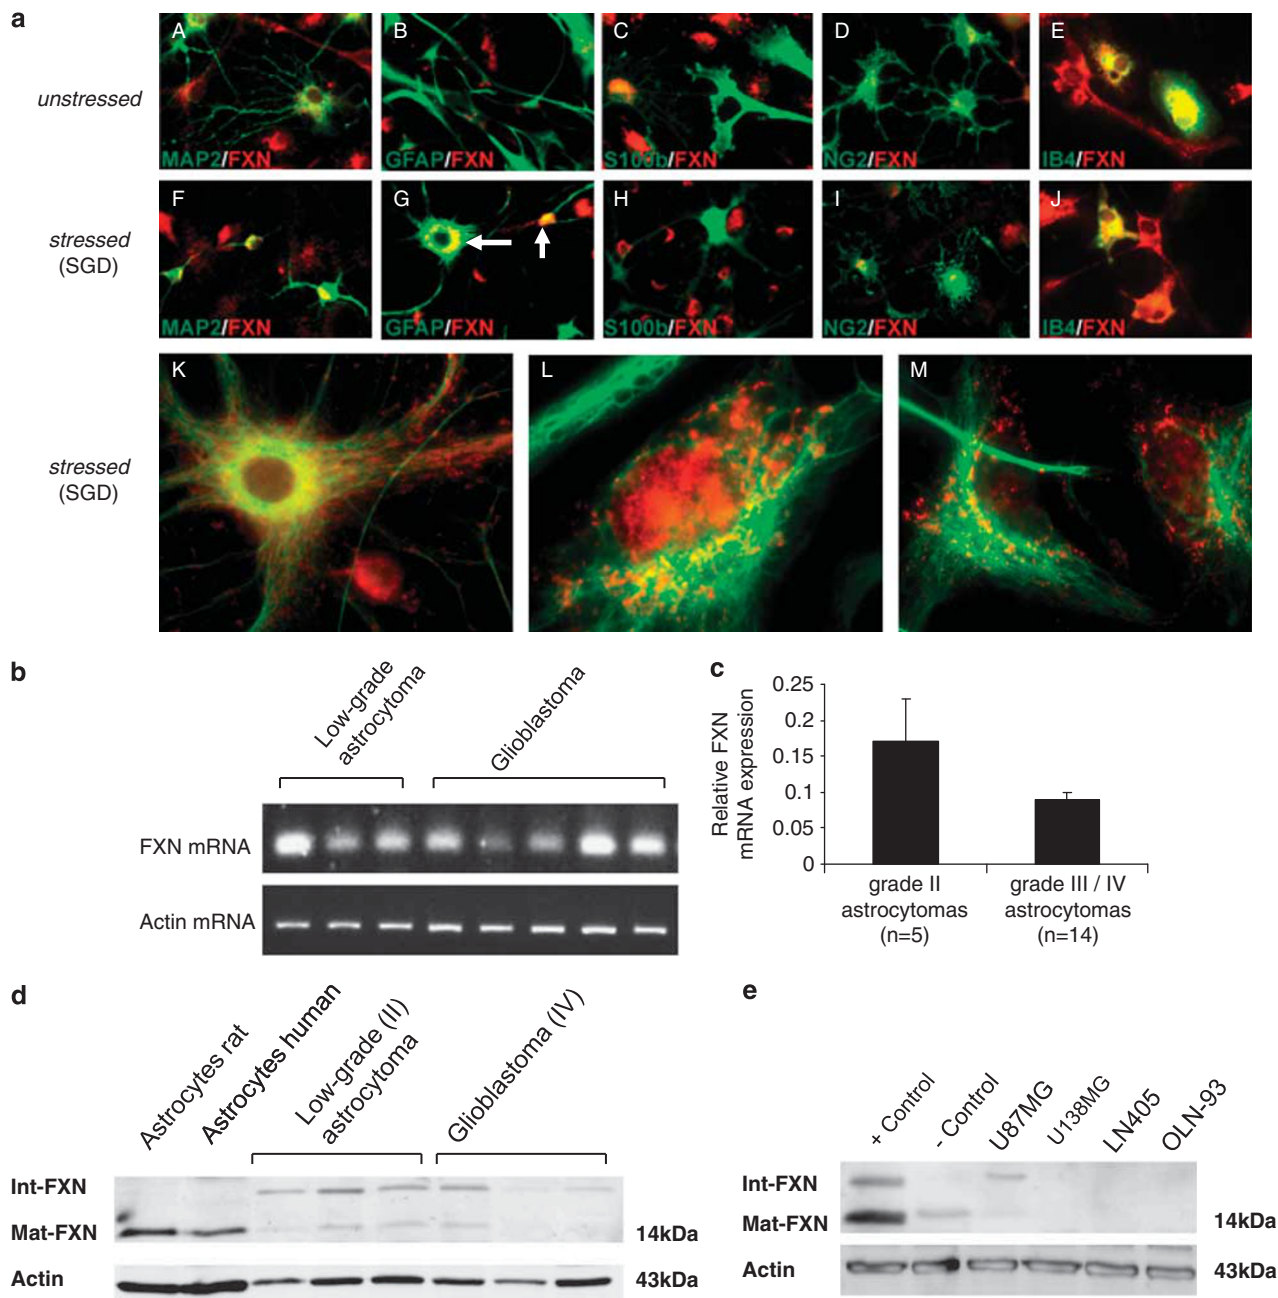 a
unstressed
A
B
C
D
E
MAP2/FXN
GFAP/FXN
S100b/FXN
NG2/FXN
IB4/FXN
stressed
(SGD)
F
G
H
I
J
MAP2/FXN
GFAP/FXN
S100b/FXN
NG2/FXN
IB4/FXN
stressed
(SGD)
K
L
M
b
Low-grade
astrocytoma
Glioblastoma
FXN mRNA
Actin mRNA
c
Relative FXN
mRNA expression
0.25
0.2
0.15
0.1
0.05
0
grade II
astrocytomas
(n=5)
grade III / IV
astrocytomas
(n=14)
d
Astrocytes rat
Astrocytes human
Low-grade (II)
astrocytoma
Glioblastoma (IV)
Int-FXN
Mat-FXN
14kDa
Actin
43kDa
e
+ Control
- Control
U87MG
U138MG
LN405
OLN-93
Int-FXN
Mat-FXN
14kDa
Actin
43kDa